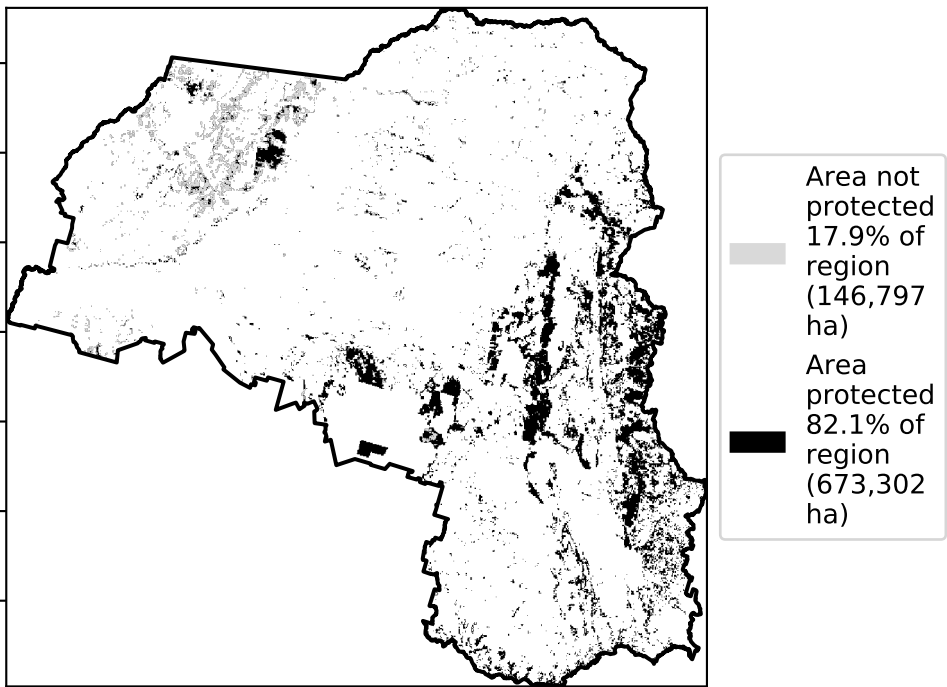 Area not
protected
17.9% of
region
(146,797
ha)
Area
protected
82.1% of
region
(673,302
ha)